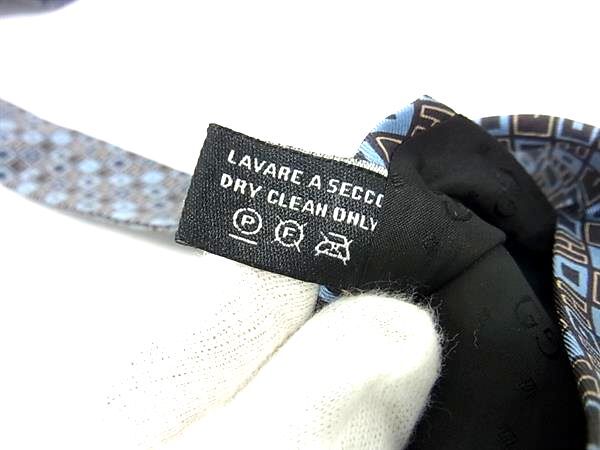 LAVARE A SECCO
DRY CLEAN ONLY
P F